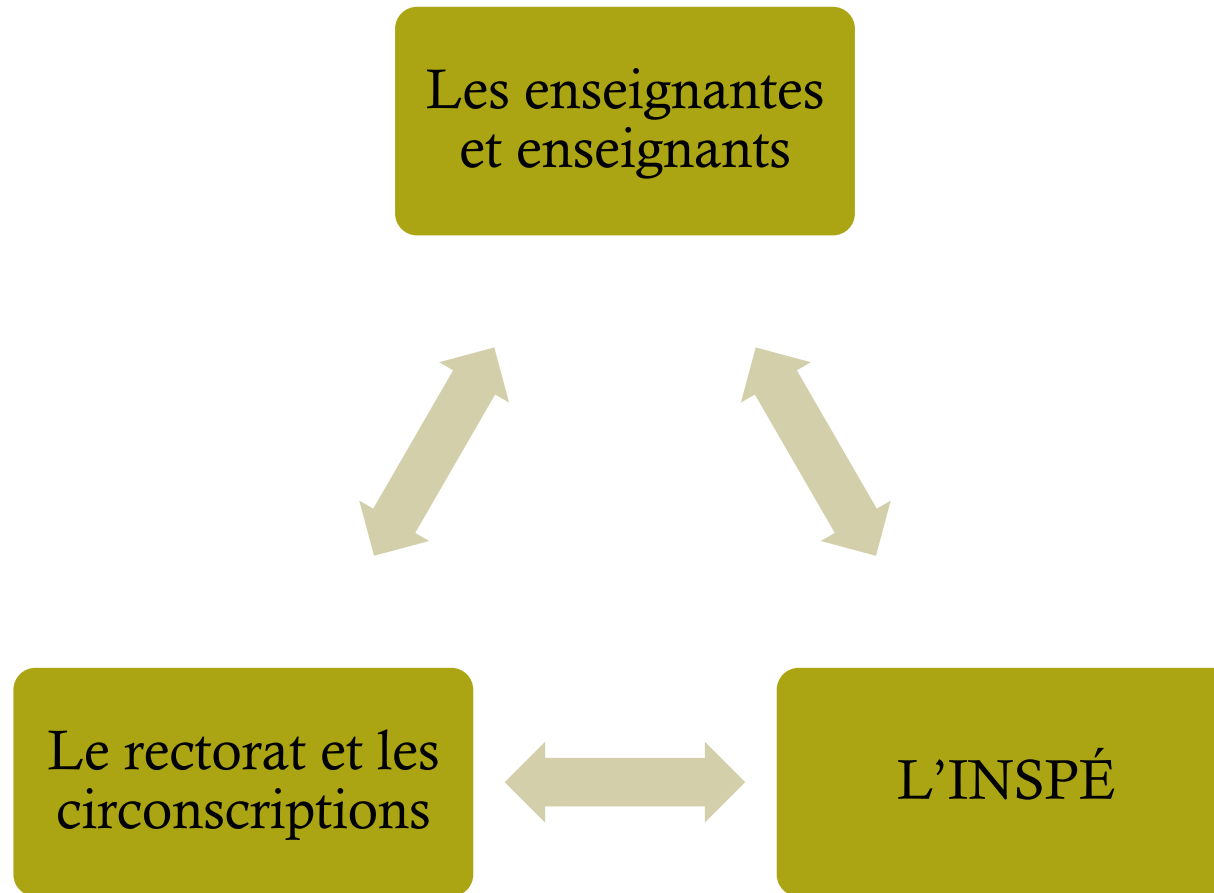 Les enseignantes
et enseignants
Le rectorat et les
circonscriptions
L’INSPÉ